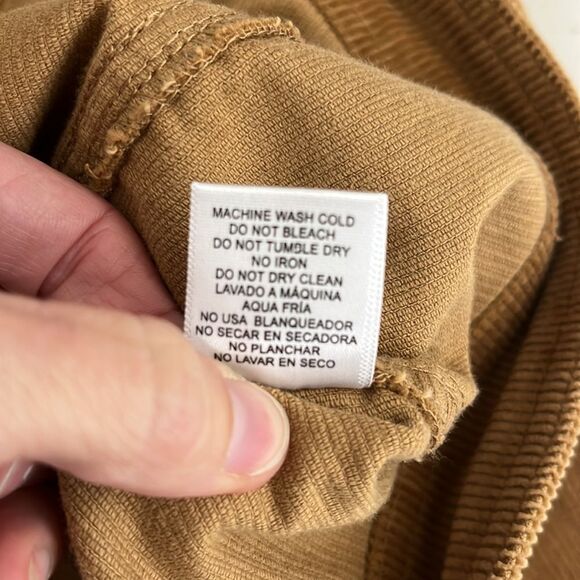 MACHINE WASH COLD
DO NOT BLEACH
DO NOT TUMBLE DRY
NO IRON
DO NOT DRY CLEAN
LAVADO A MÁQUINA
AQUA FRÍA
NO USA BLANQUEADOR
NO SECAR EN SECADORA
NO PLANCHAR
NO LAVAR EN SECO